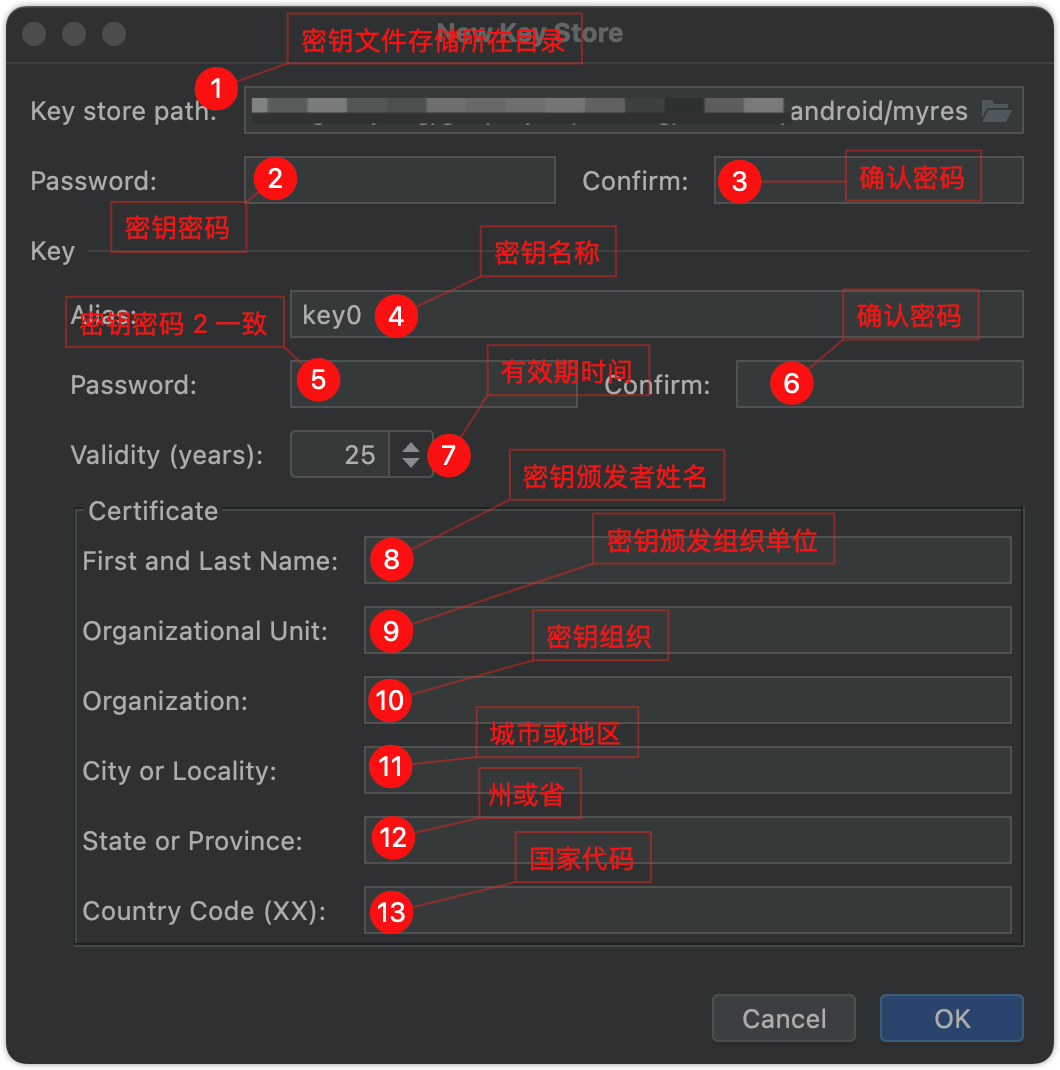 New Key Store
密钥文件存储所在目录
1
Key store path:
android/myres
Password:
2
Confirm:
3
确认密码
密钥密码
Key
密钥名称
Alias:
密钥密码 2 一致
key0
4
确认密码
Password:
5
有效期时间
Confirm:
6
Validity (years):
25
7
密钥颁发者姓名
Certificate
First and Last Name:
8
密钥颁发组织单位
Organizational Unit:
9
密钥组织
Organization:
10
城市或地区
City or Locality:
11
州或省
State or Province:
12
国家代码
Country Code (XX):
13
Cancel
OK